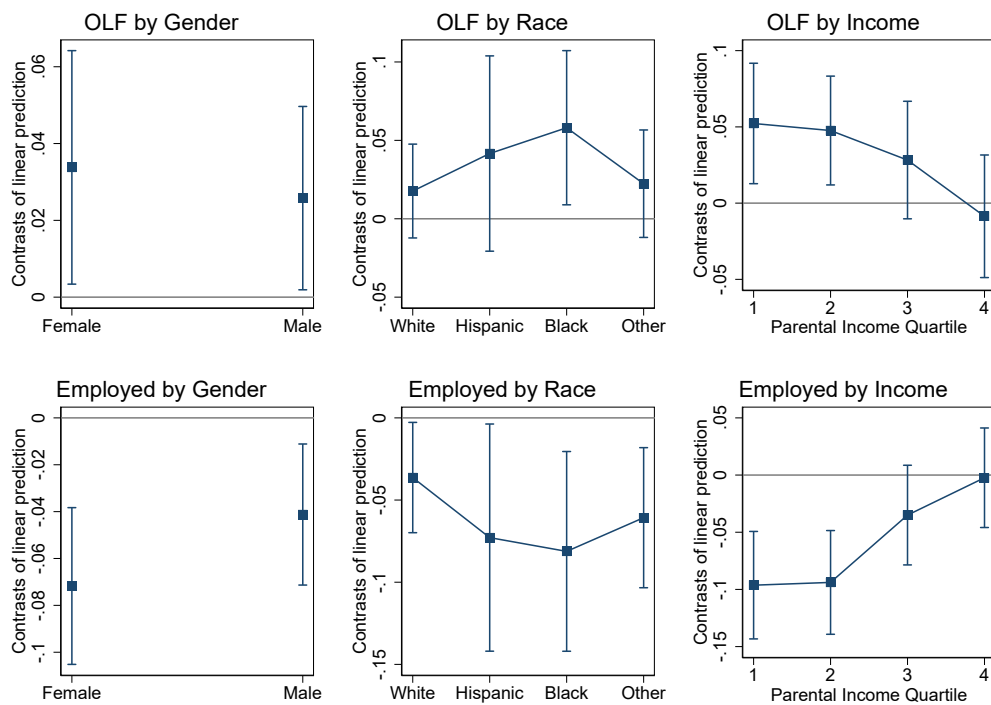 OLF by Gender
Contrasts of linear prediction
.06
.04
.02
0
Female
Male
OLF by Race
Contrasts of linear prediction
.1
.05
0
-.05
White
Hispanic
Black
Other
OLF by Income
Contrasts of linear prediction
.1
.05
0
-.05
1
2
3
4
Parental Income Quartile
Employed by Gender
Contrasts of linear prediction
0
-.02
-.04
-.06
-.08
-.1
Female
Male
Employed by Race
Contrasts of linear prediction
0
-.05
-.1
-.15
White
Hispanic
Black
Other
Employed by Income
Contrasts of linear prediction
.05
0
-.05
-.1
-.15
1
2
3
4
Parental Income Quartile